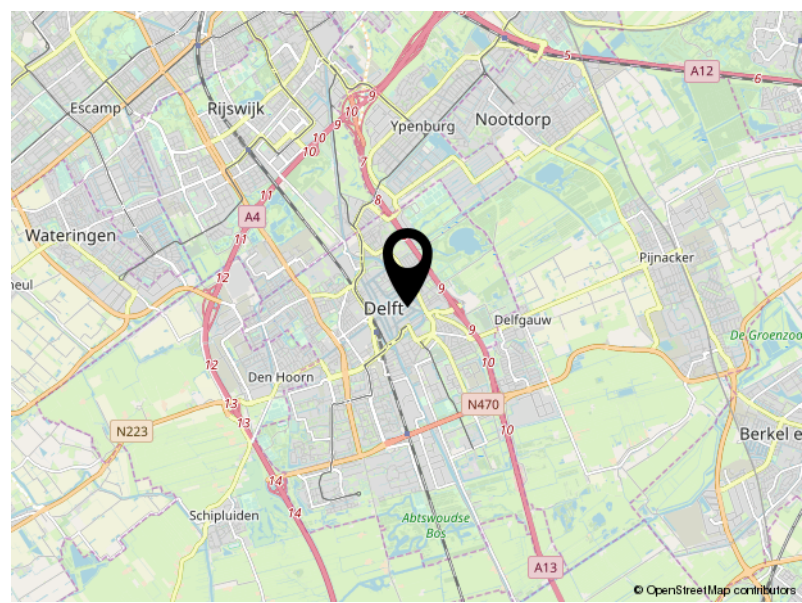 5
A12
6
9
10
9
Escamp
Rijswijk
Nootdorp
Ypenburg
10
10
7
11
8
A4
Wateringen
11
Pijnacker
12
9
Delft
Delfgauw
9
De Groenzoo
12
10
Den Hoorn
13
N470
13
N223
10
Berkel e
14
14
Schipluiden
Abtswoudse
Bos
A13
© OpenStreetMap contributors